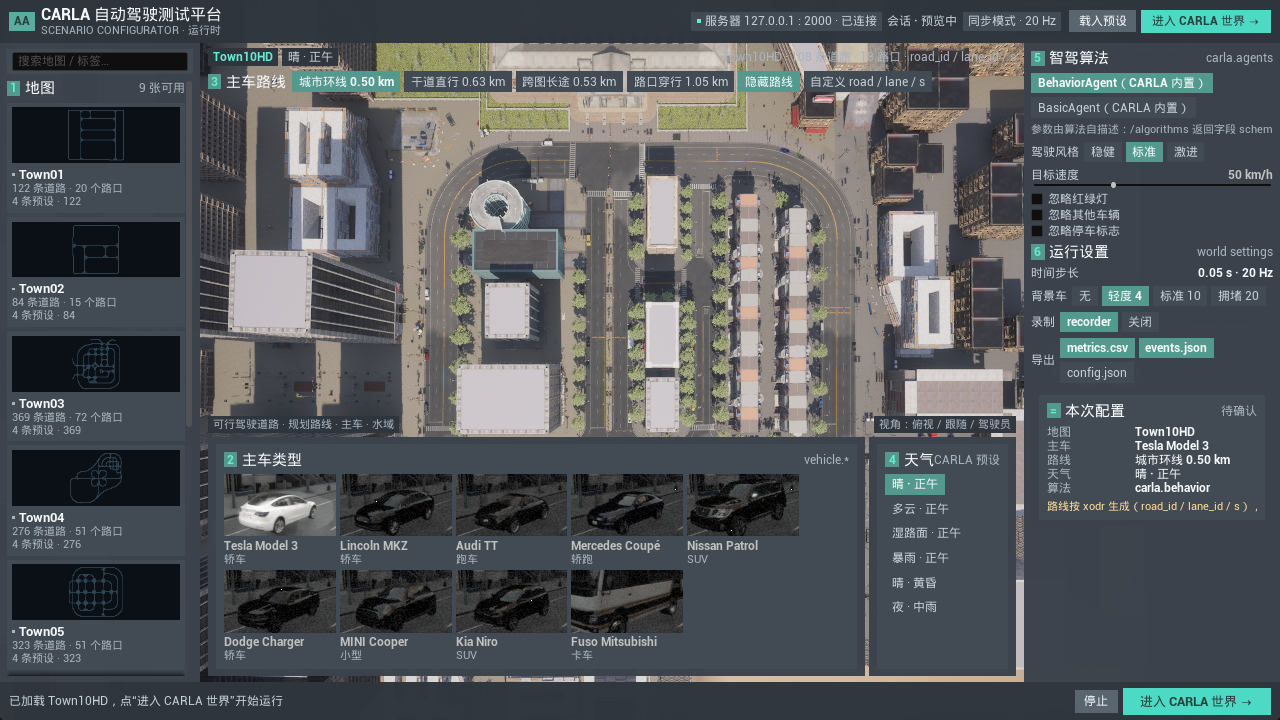 AA
CARLA 自动驾驶测试平台
SCENARIO CONFIGURATOR · 运行时
服务器 127.0.0.1 : 2000 · 已连接
会话 · 预览中
同步模式 · 20 Hz
载入预设
进入 CARLA 世界 →
搜索地图 / 标签...
1 地图
9 张可用
Town01
122 条道路 · 20 个路口
4 条预设 · 122
Town02
84 条道路 · 15 个路口
4 条预设 · 84
Town03
369 条道路 · 72 个路口
4 条预设 · 369
Town04
276 条道路 · 26 个路口
4 条预设 · 276
Town05
323 条道路 · 51 个路口
4 条预设 · 323
Town10HD
晴 · 正午
road_id /
3 主车路线
城市环线 0.50 km
干道直行 0.63 km
跨图长途 0.53 km
路口穿行 1.05 km
隐藏路线
自定义 road / lane / s
可行驾驶道路 · 规划路线 · 主车 · 水域
视角 : 俯视 / 跟随 / 驾驶员
2 主车类型
vehicle.*
Tesla Model 3
轿车
Lincoln MKZ
轿车
Audi TT
跑车
Mercedes Coupé
轿跑
Nissan Patrol
SUV
Dodge Charger
轿车
MINI Cooper
小型
Kia Niro
SUV
Fuso Mitsubishi
卡车
4 天气
CARLA 预设
晴 · 正午
多云 · 正午
湿路面 · 正午
暴雨 · 正午
晴 · 黄昏
夜 · 中雨
5 智驾算法
carla.agents
BehaviorAgent ( CARLA 内置 )
BasicAgent ( CARLA 内置 )
参数由算法自描述 : /algorithms 返回字段 schem
驾驶风格
稳健
标准
激进
目标速度
50 km/h
忽略红绿灯
忽略其他车辆
忽略停车标志
6 运行设置
world settings
时间步长
0.05 s · 20 Hz
背景车
无
轻度 4
标准 10
拥堵 20
录制
recorder
关闭
导出
metrics.csv
events.json
config.json
= 本次配置
待确认
地图 Town10HD
主车 Tesla Model 3
路线 城市环线 0.50 km
天气 晴 · 正午
算法 carla.behavior
路线按 xodr 生成 ( road_id / lane_id / s ) ,
已加载 Town10HD , 点“进入 CARLA 世界”开始运行
停止
进入 CARLA 世界 →